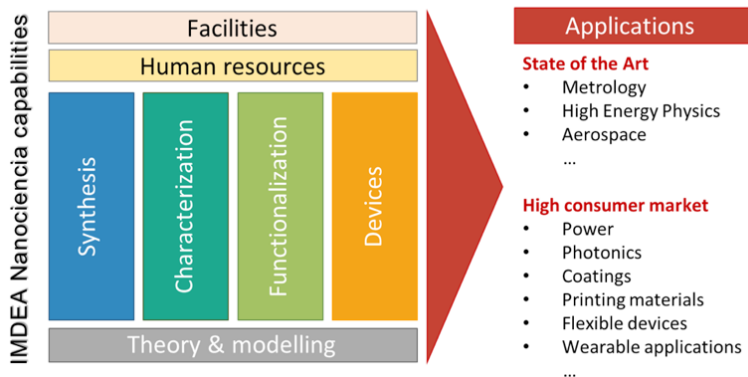 IMDEA Nanociencia capabilities
Facilities
Human resources
Synthesis
Characterization
Functionalization
Devices
Theory & modelling
Applications
State of the Art
• Metrology
• High Energy Physics
• Aerospace
...
High consumer market
• Power
• Photonics
• Coatings
• Printing materials
• Flexible devices
• Wearable applications
...